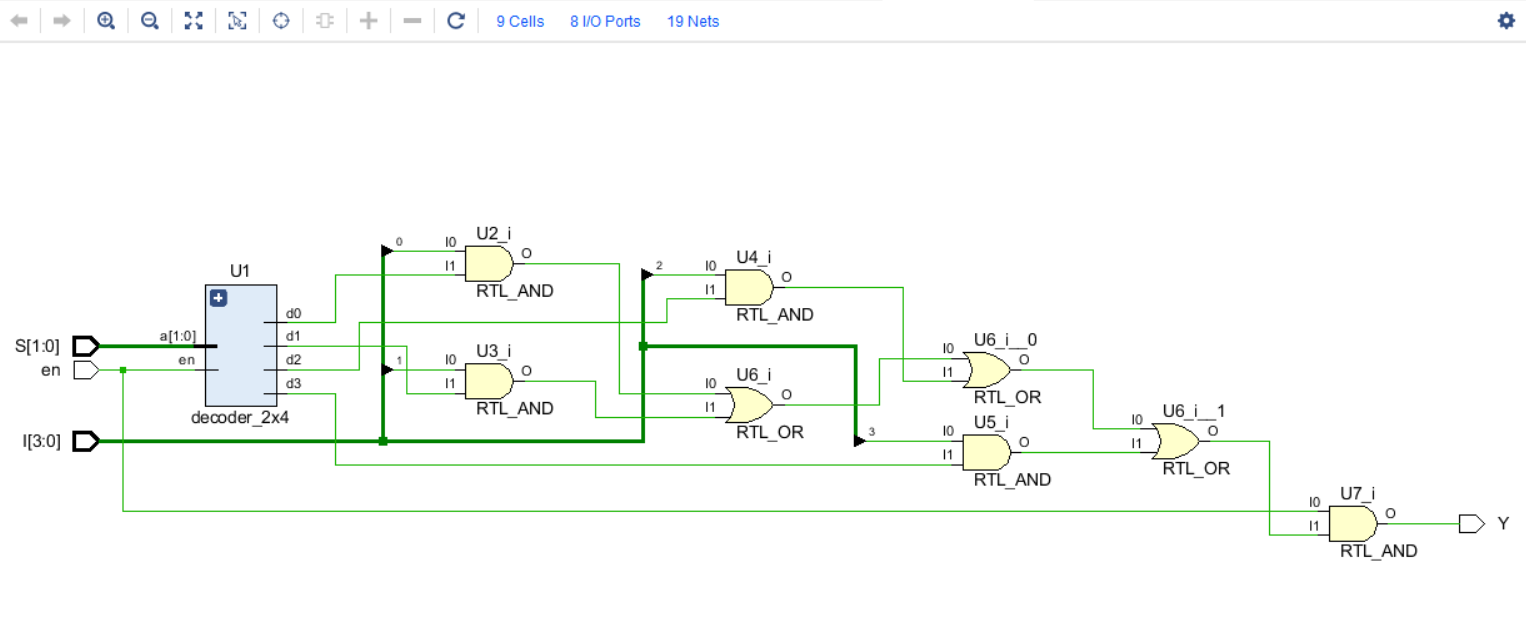 9 Cells 8 I/O Ports 19 Nets
U1
a[1:0]
en
d0
d1
d2
d3
decoder_2x4
S[1:0]
en
I[3:0]
0
I0
I1
U2_i
O
RTL_AND
1
I0
I1
U3_i
O
RTL_AND
2
I0
I1
U4_i
O
RTL_AND
I0
I1
U6_i
O
RTL_OR
I0
I1
U6_i__0
O
RTL_OR
3
I0
I1
U5_i
O
RTL_AND
I0
I1
U6_i__1
O
RTL_OR
I0
I1
U7_i
O
RTL_AND
Y